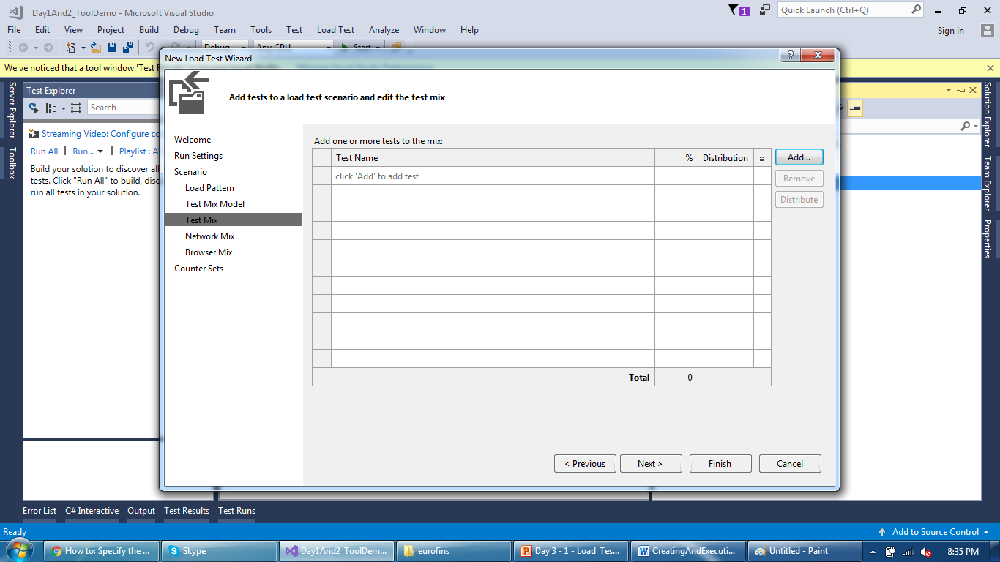 Day1And2_ToolDemo - Microsoft Visual Studio
1
Quick Launch (Ctrl+Q)
File Edit View Project Build Debug Team Tools Test Load Test Analyze Window Help
Sign in
Debug Any CPU Start
New Load Test Wizard
?
We've noticed that a tool window 'Test
Server Explorer
Toolbox
Test Explorer
Search
Streaming Video: Configure
Run All | Run... | Playlist :
Build your solution to discover all
tests. Click "Run All" to build,
run all tests in your solution.
Add tests to a load test scenario and edit the test mix
Welcome
Run Settings
Scenario
Load Pattern
Test Mix Model
Test Mix
Network Mix
Browser Mix
Counter Sets
Add one or more tests to the mix:
Test Name % Distribution
click 'Add' to add test
Total 0
Add...
Remove
Distribute
< Previous Next > Finish Cancel
Solution Explorer
Team Explorer
Properties
Error List C# Interactive Output Test Results Test Runs
Ready
Add to Source Control
How to: Specify the ... Skype Day1And2_ToolDem... eurofins Day 3 - 1 - Load_Tes... CreatingAndExecuti... Untitled - Paint 8:35 PM